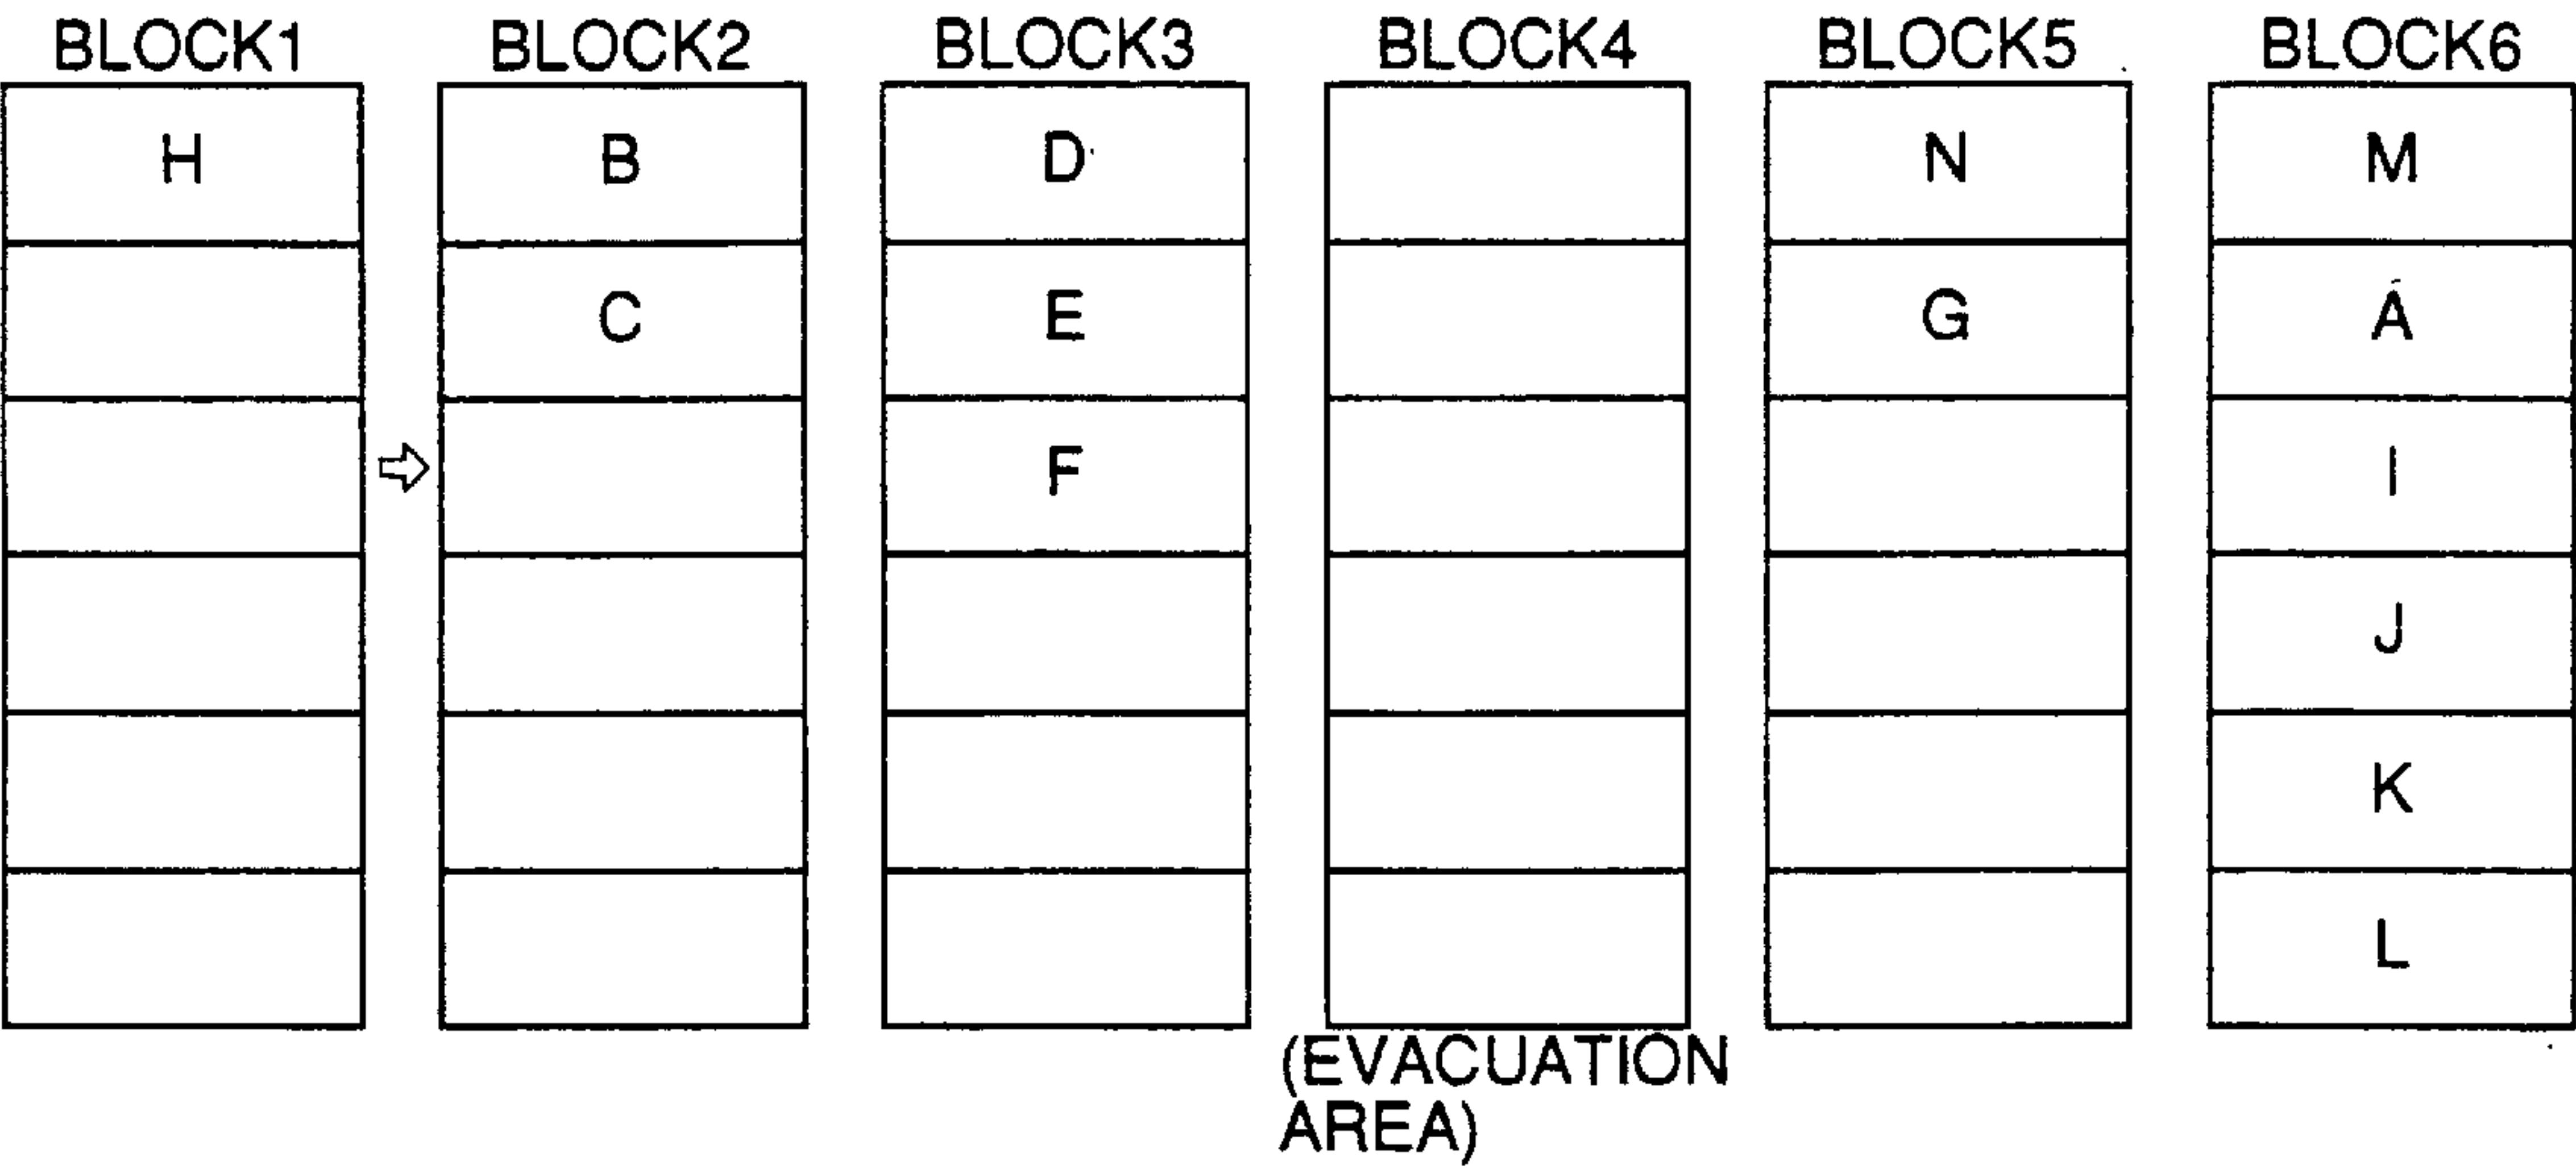 BLOCK1 BLOCK2 BLOCK3 BLOCK4 BLOCK5 BLOCK6
H B D N M
C E G A
F I
J
K
L
(EVACUATION
AREA)